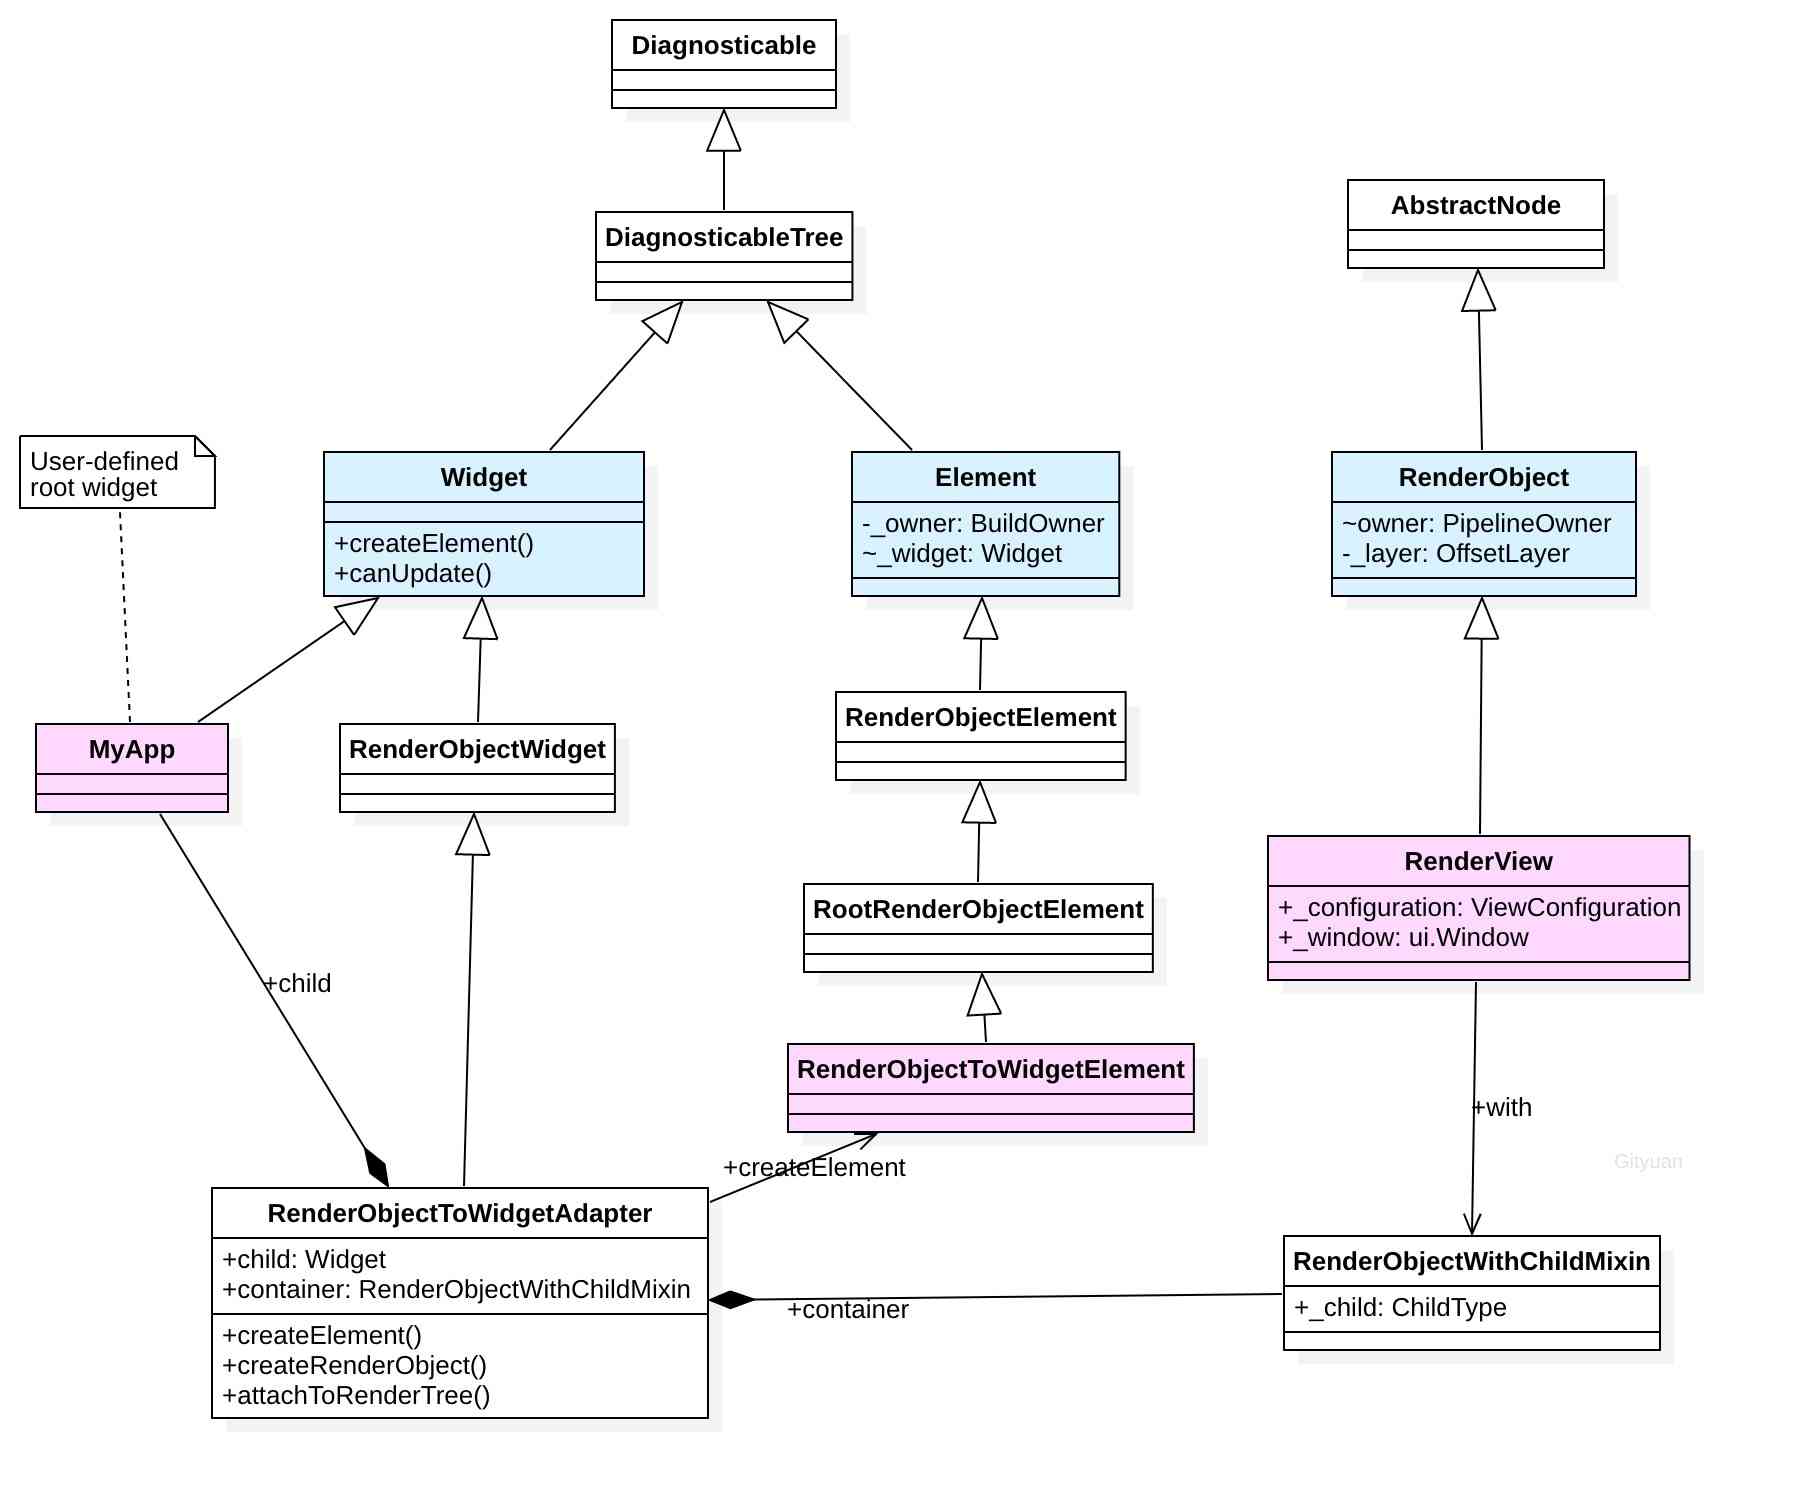 Diagnosticable
AbstractNode
DiagnosticableTree
User-defined
root widget
Widget
+createElement()
+canUpdate()
Element
-_owner: BuildOwner
~_widget: Widget
RenderObject
~owner: PipelineOwner
-_layer: OffsetLayer
MyApp
RenderObjectWidget
RenderObjectElement
RootRenderObjectElement
RenderView
+_configuration: ViewConfiguration
+_window: ui.Window
+child
RenderObjectToWidgetElement
+with
+createElement
Gityuan
RenderObjectToWidgetAdapter
+child: Widget
+container: RenderObjectWithChildMixin
+createElement()
+createRenderObject()
+attachToRenderTree()
+container
RenderObjectWithChildMixin
+_child: ChildType